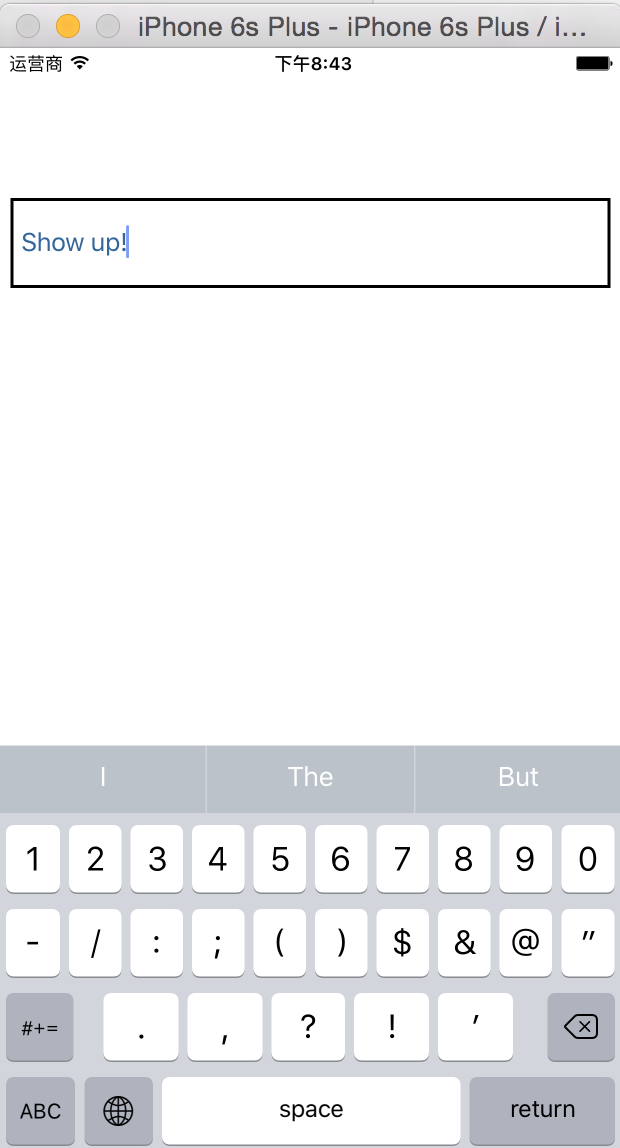 iPhone 6s Plus - iPhone 6s Plus / i...
运营商 下午8:43
Show up!
I The But
1 2 3 4 5 6 7 8 9 0
- / : ; ( ) $ & @ "
#+= . , ? ! '
ABC space return